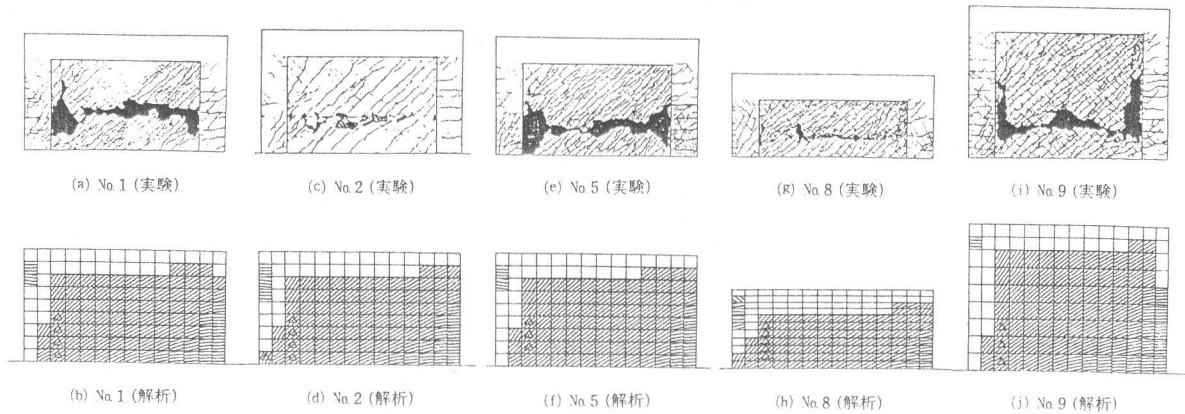 (a) No. 1 (実験)
(c) No. 2 (実験)
(e) No. 5 (実験)
(g) No. 8 (実験)
(i) No. 9 (実験)
(b) No. 1 (解析)
(d) No. 2 (解析)
(f) No. 5 (解析)
(h) No. 8 (解析)
(j) No. 9 (解析)